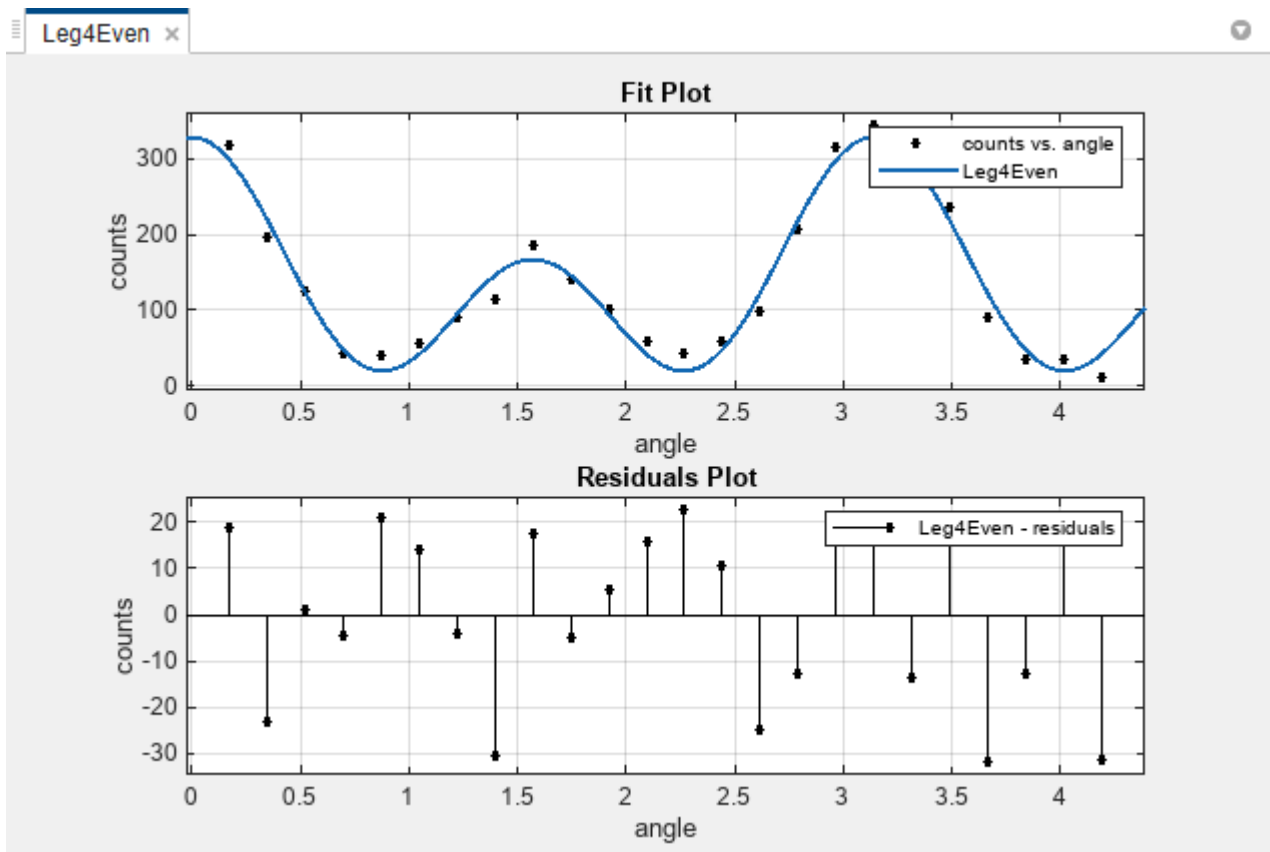 Leg4Even ×
Fit Plot
counts vs. angle
Leg4Even
300
200
100
0
counts
0 0.5 1 1.5 2 2.5 3 3.5 4
angle
Residuals Plot
Leg4Even - residuals
20
10
0
-10
-20
-30
counts
0 0.5 1 1.5 2 2.5 3 3.5 4
angle